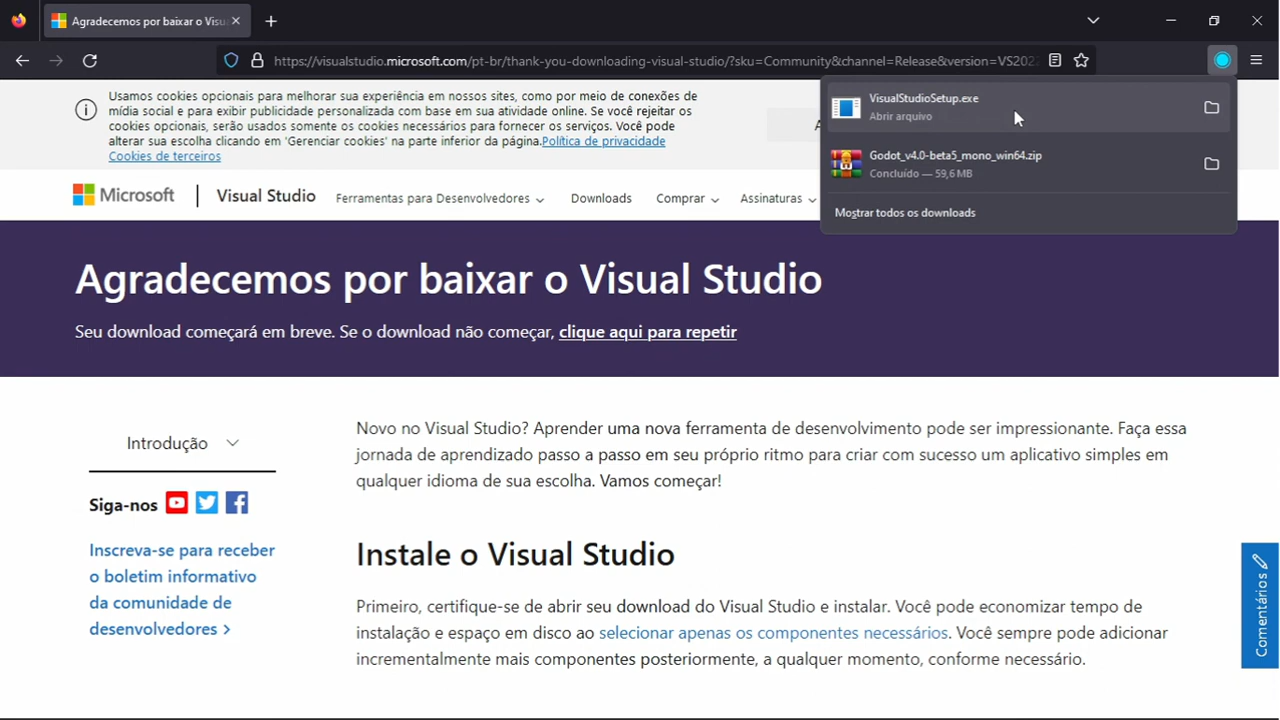 Agradecemos por baixar o Visu
https://visualstudio.microsoft.com/pt-br/thank-you-downloading-visual-studio/?sku=Community&channel=Release&version=VS202
Usamos cookies opcionais para melhorar sua experiência em nossos sites, como por meio de conexões de
mídia social e para exibir publicidade personalizada com base em sua atividade online. Se você rejeitar os
cookies opcionais, serão usados somente os cookies necessários para fornecer os serviços. Você pode
alterar sua escolha clicando em 'Gerenciar cookies' na parte inferior da página.Política de privacidade
Cookies de terceiros
A
VisualStudioSetup.exe
Abrir arquivo
Godot_v4.0-beta5_mono_win64.zip
Concluído — 59,6 MB
Mostrar todos os downloads
Microsoft
Visual Studio
Ferramentas para Desenvolvedores
Downloads
Comprar
Assinaturas
Agradecemos por baixar o Visual Studio
Seu download começará em breve. Se o download não começar, clique aqui para repetir
Introdução
Siga-nos
Inscreva-se para receber
o boletim informativo
da comunidade de
desenvolvedores >
Novo no Visual Studio? Aprender uma nova ferramenta de desenvolvimento pode ser impressionante. Faça essa
jornada de aprendizado passo a passo em seu próprio ritmo para criar com sucesso um aplicativo simples em
qualquer idioma de sua escolha. Vamos começar!
Instale o Visual Studio
Primeiro, certifique-se de abrir seu download do Visual Studio e instalar. Você pode economizar tempo de
instalação e espaço em disco ao selecionar apenas os componentes necessários. Você sempre pode adicionar
incrementalmente mais componentes posteriormente, a qualquer momento, conforme necessário.
Comentários